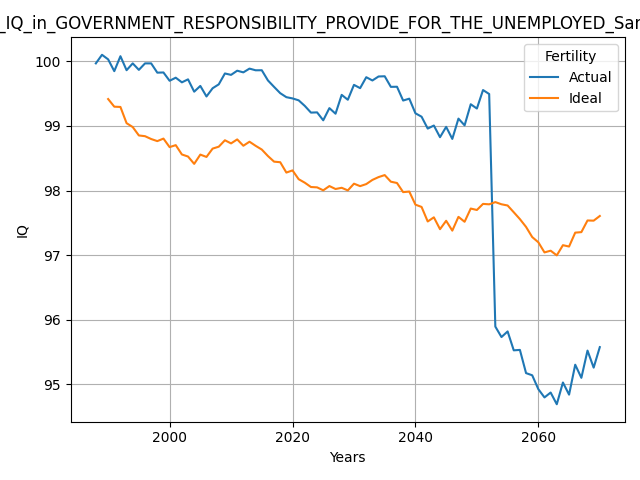 _IQ_in_GOVERNMENT_RESPONSIBILITY_PROVIDE_FOR_THE_UNEMPLOYED_Sar
Fertility
Actual
Ideal
100
99
98
97
96
95
IQ
2000
2020
2040
2060
Years